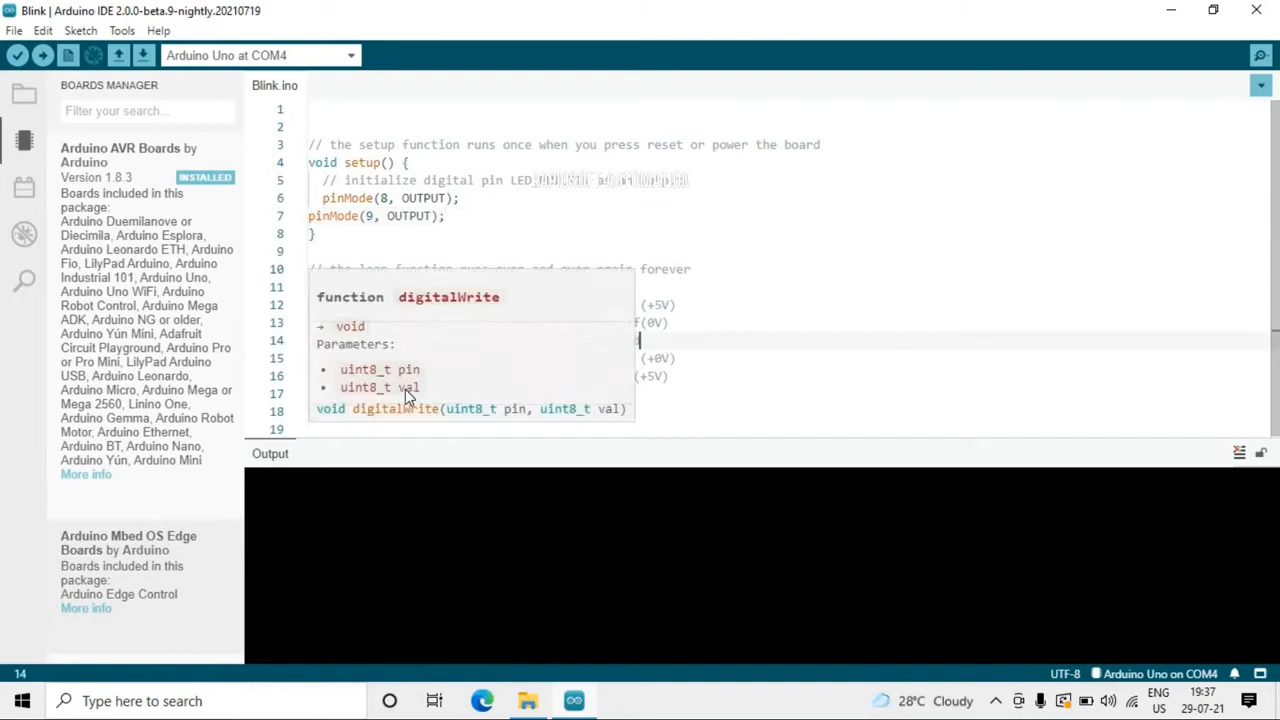 Blink | Arduino IDE 2.0.0-beta.9-nightly.20210719
File Edit Sketch Tools Help
Arduino Uno at COM4
BOARDS MANAGER
Filter your search...
Arduino AVR Boards by
Arduino
Version 1.8.3 INSTALLED
Boards included in this
package:
Arduino Duemilanove or
Diecimila, Arduino Esplora,
Arduino Leonardo ETH, Arduino
Fio, LilyPad Arduino, Arduino
Industrial 101, Arduino Uno,
Arduino Uno WiFi, Arduino
Robot Control, Arduino Mega
ADK, Arduino NG or older,
Arduino Yún Mini, Adafruit
Circuit Playground, Arduino Pro
or Pro Mini, LilyPad Arduino
USB, Arduino Leonardo,
Arduino Micro, Arduino Mega or
Mega 2560, Linino One,
Arduino Gemma, Arduino Robot
Motor, Arduino Ethernet,
Arduino BT, Arduino Nano,
Arduino Yún, Arduino Mini
More info
Arduino Mbed OS Edge
Boards by Arduino
Boards included in this
package:
Arduino Edge Control
More info
Blink.ino
1
2
3 // the setup function runs once when you press reset or power the board
4 void setup() {
5 // initialize digital pin LED
6 pinMode(8, OUTPUT);
7 pinMode(9, OUTPUT);
8 }
9
10 // the loop function runs over and over again forever
11
12 (+5V)
13 f(0V)
14
15 (+0V)
16 (+5V)
17
18
19
function digitalWrite
→ void
Parameters:
• uint8_t pin
• uint8_t val
void digitalWrite(uint8_t pin, uint8_t val)
Output
14 UTF-8 Arduino Uno on COM4
Type here to search
28°C Cloudy
ENG
US
19:37
29-07-21